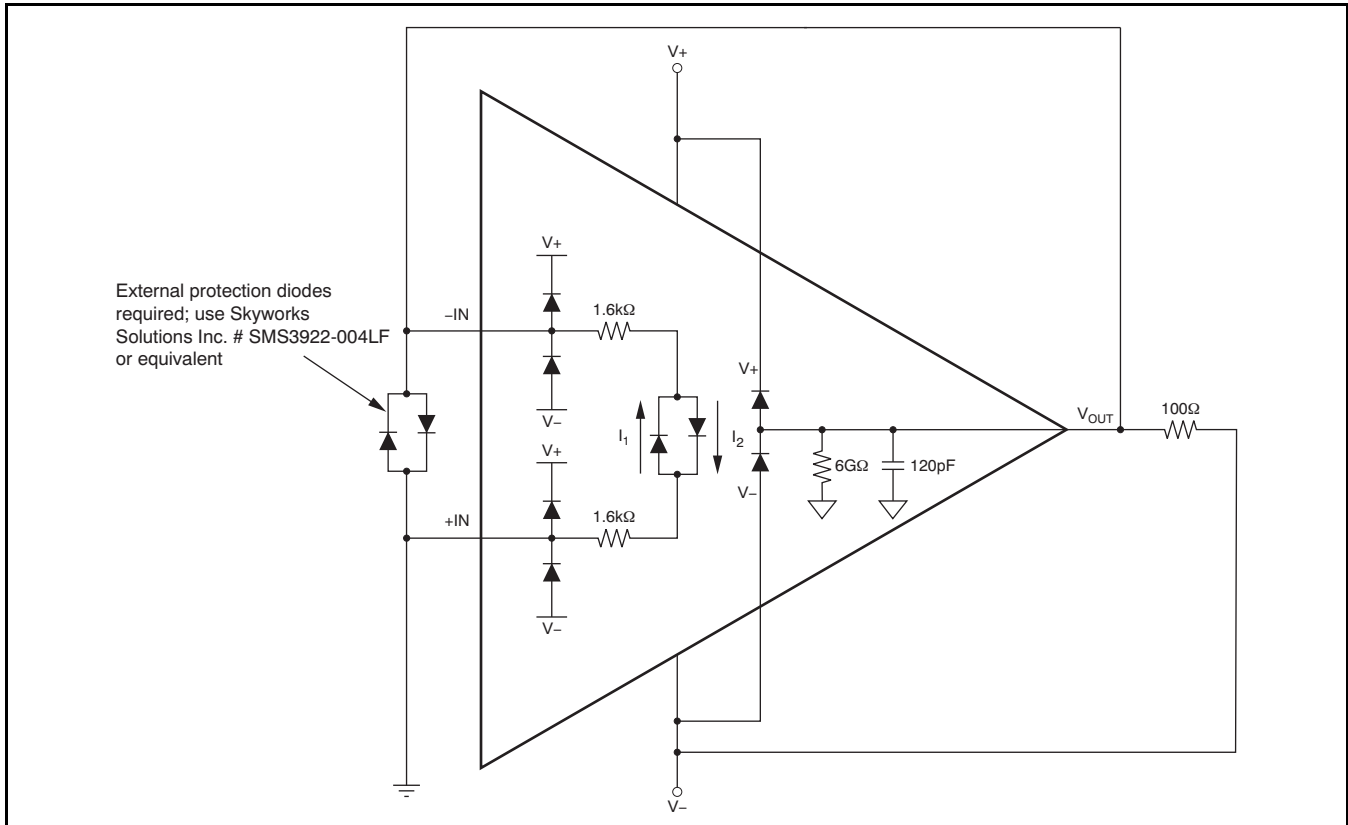 V+
External protection diodes
required; use Skyworks
Solutions Inc. # SMS3922-004LF
or equivalent
V+
−IN
1.6kΩ
V−
V+
I1
I2
V+
V−
6GΩ
120pF
VOUT
100Ω
+IN
1.6kΩ
V−
V−